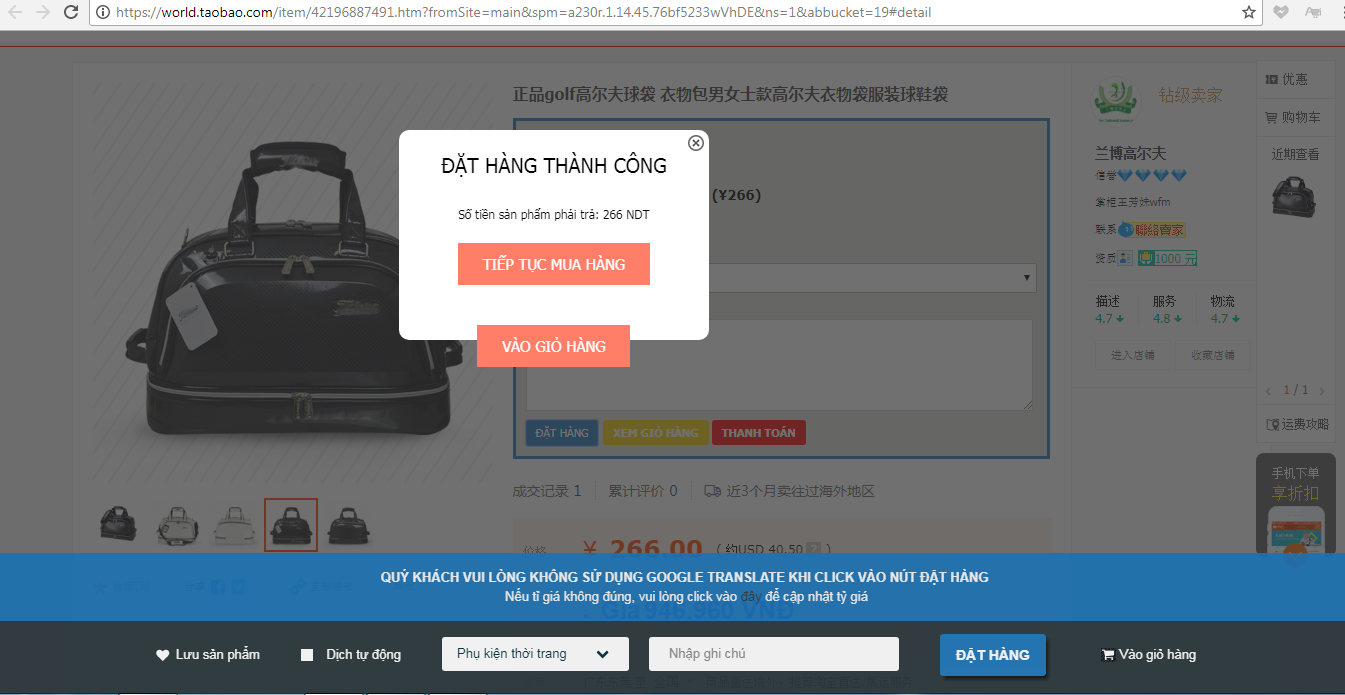 https://world.taobao.com/item/42196887491.htm?fromSite=main&spm=a230r.1.14.45.76bf5233wVhDE&ns=1&abbucket=19#detail
正品golf高尔夫球袋 衣物包男女士款高尔夫衣物袋服装球鞋袋
(¥266)
ĐẶT HÀNG THÀNH CÔNG
Số tiền sản phẩm phải trả: 266 NDT
TIẾP TỤC MUA HÀNG
VÀO GIỎ HÀNG
ĐẶT HÀNG
XEM GIỎ HÀNG
THANH TOÁN
成交记录 1
累计评价 0
近3个月卖往过海外地区
价格
¥ 266.00 ( 约USD 40.50 ? )
钻级卖家
兰博高尔夫
信誉
掌柜王芳妹wfm
联系 聯絡賣家
资质 1000 元
描述 服务 物流
4.7 4.8 4.7
进入店铺 收藏店铺
优惠
购物车
近期查看
1 / 1
运费攻略
手机下单
享折扣
QUÝ KHÁCH VUI LÒNG KHÔNG SỬ DỤNG GOOGLE TRANSLATE KHI CLICK VÀO NÚT ĐẶT HÀNG
Nếu tỉ giá không đúng, vui lòng click vào đây để cập nhật tỷ giá
Giá 946.960 VNĐ
Lưu sản phẩm
Dịch tự động
Phụ kiện thời trang
Nhập ghi chú
ĐẶT HÀNG
Vào giỏ hàng